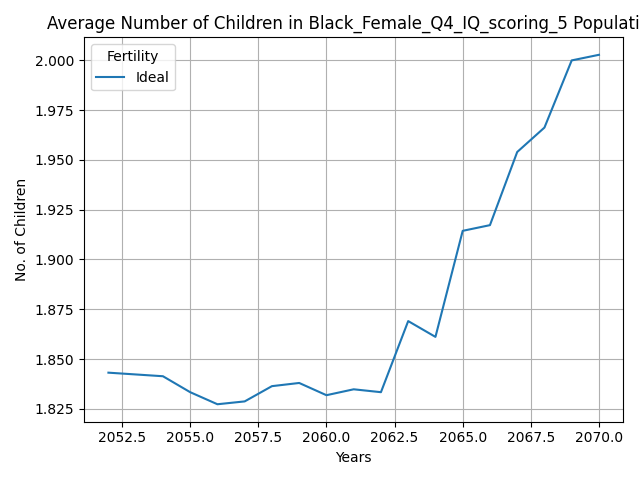 Average Number of Children in Black_Female_Q4_IQ_scoring_5 Populati
Fertility
Ideal
No. of Children
2.000
1.975
1.950
1.925
1.900
1.875
1.850
1.825
2052.5 2055.0 2057.5 2060.0 2062.5 2065.0 2067.5 2070.0
Years